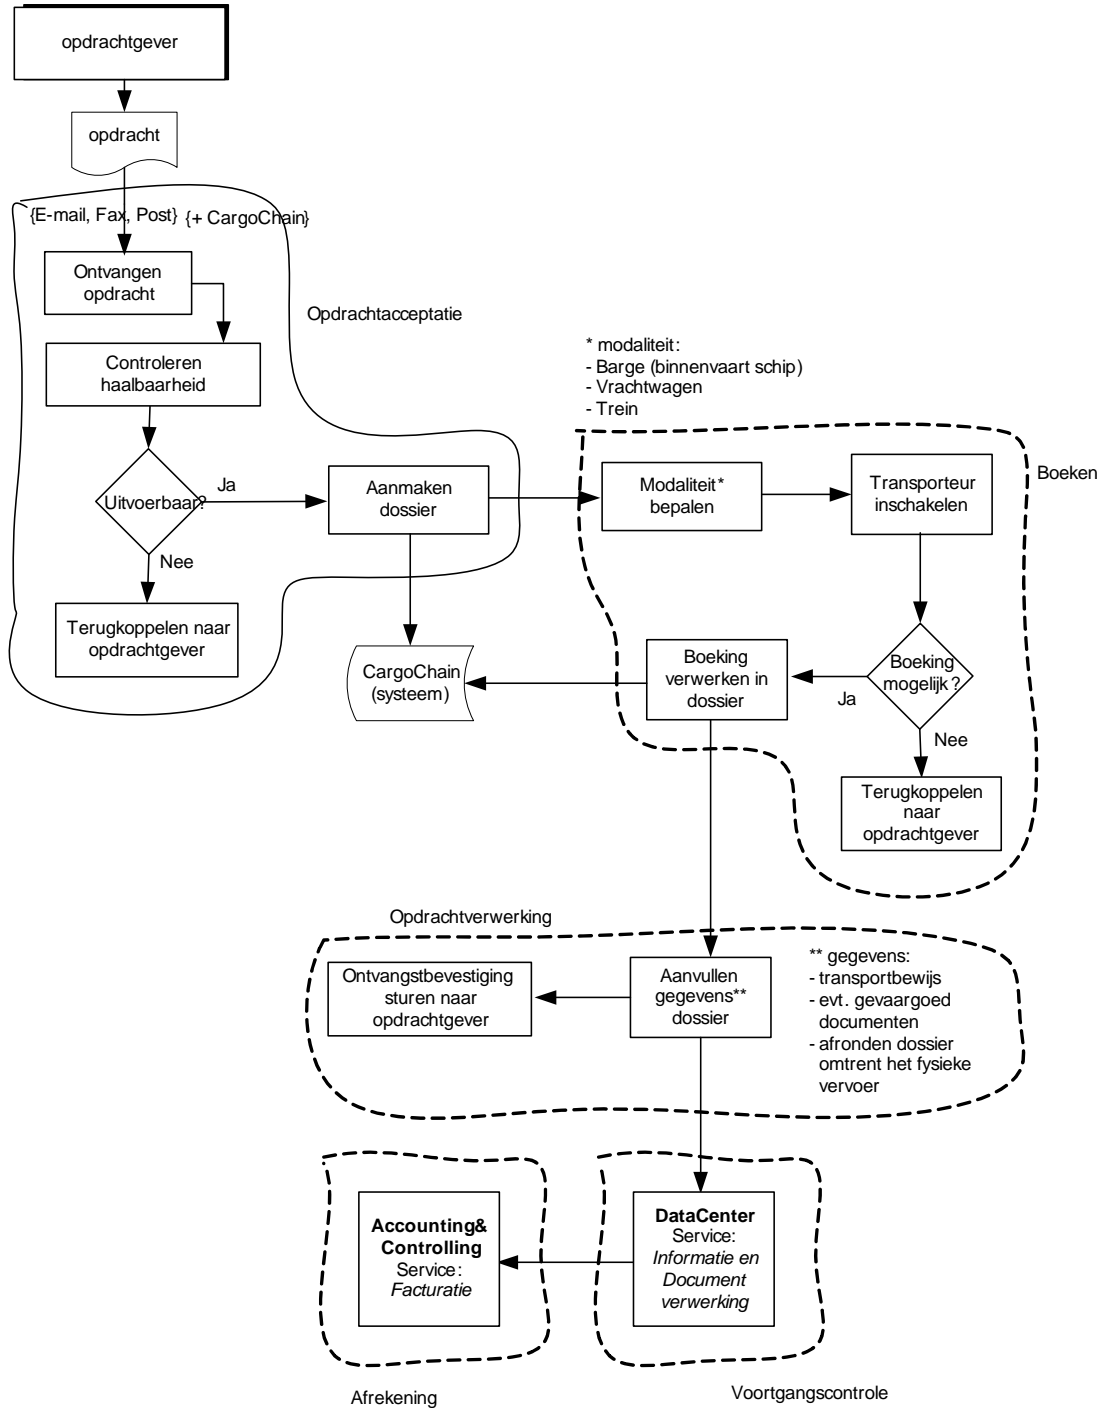 opdrachtgever
opdracht
{E-mail, Fax, Post} {+ CargoChain}
Ontvangen
opdracht
Opdrachtacceptatie
Controleren
haalbaarheid
* modaliteit:
- Barge (binnenvaart schip)
- Vrachtwagen
- Trein
Uitvoerbaar?
Ja
Nee
Aanmaken
dossier
Terugkoppelen naar
opdrachtgever
Modaliteit*
bepalen
Transporteur
inschakelen
Boeken
CargoChain
(systeem)
Boeking
verwerken in
dossier
Boeking
mogelijk?
Ja
Nee
Terugkoppelen
naar
opdrachtgever
Opdrachtverwerking
Ontvangstbevestiging
sturen naar
opdrachtgever
Aanvullen
gegevens**
dossier
** gegevens:
- transportbewijs
- evt. gevaargoed
documenten
- afronden dossier
omtrent het fysieke
vervoer
Accounting&
Controlling
Service:
Facturatie
DataCenter
Service:
Informatie en
Document
verwerking
Afrekening
Voortgangscontrole